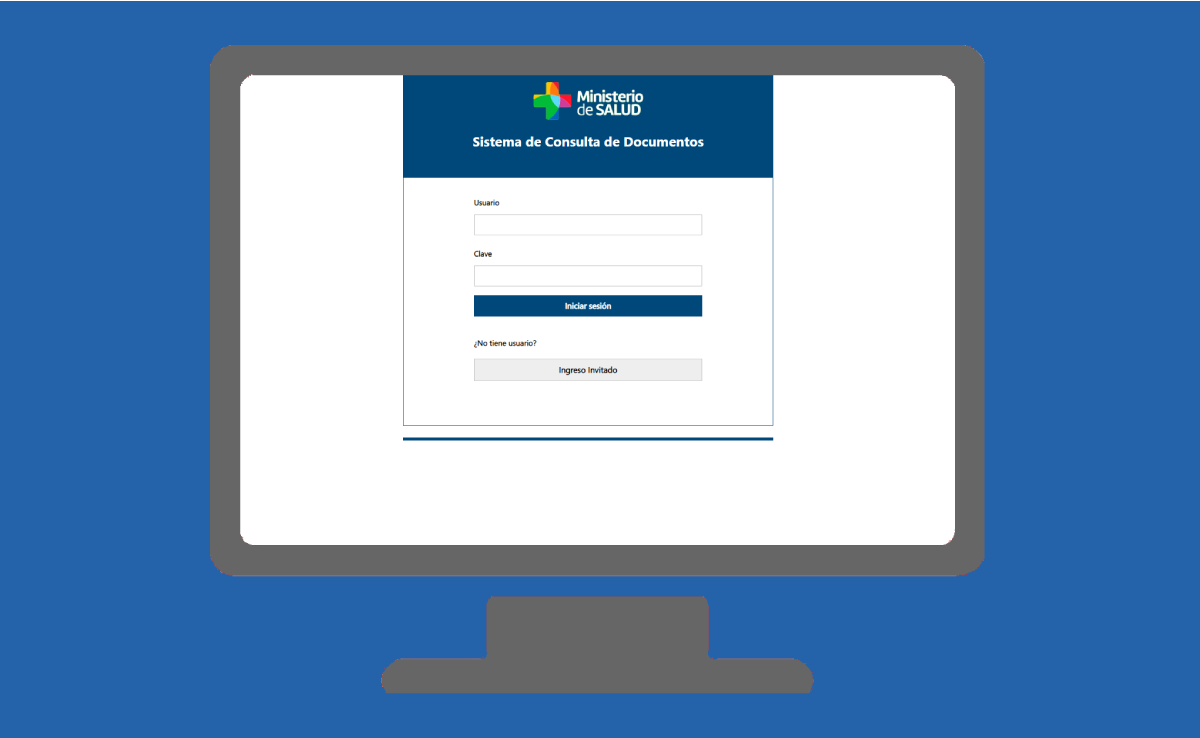 Ministerio
de SALUD
Sistema de Consulta de Documentos
Usuario
Clave
Iniciar sesión
¿No tiene usuario?
Ingreso Invitado